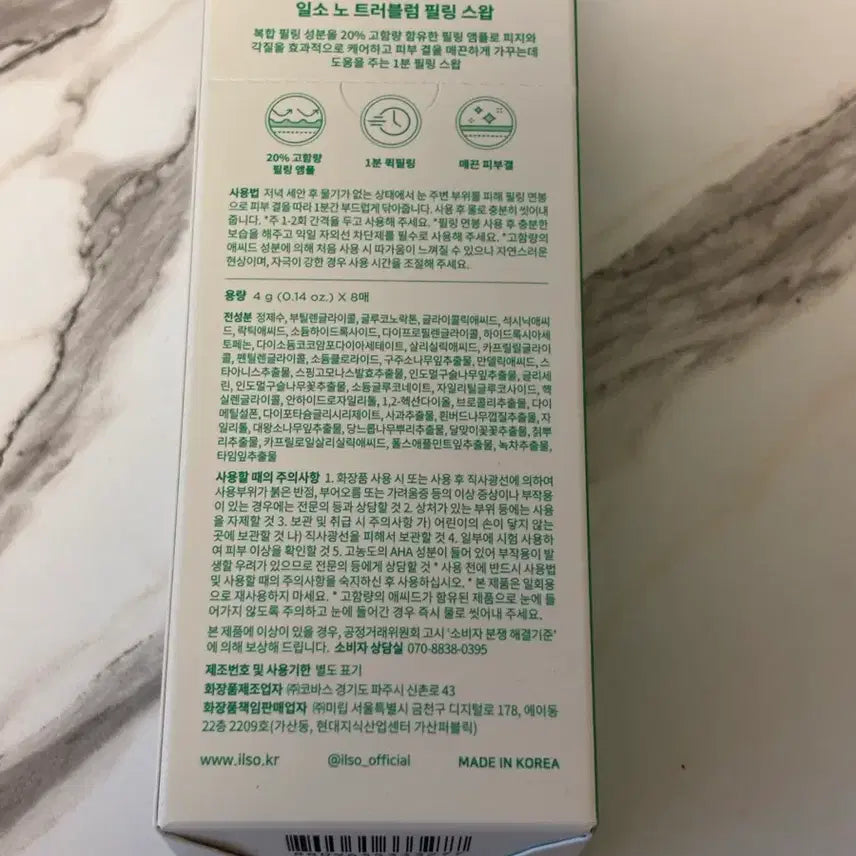 일소 노 트러블럼 필링 스왑
복합 필링 성분을 20% 고함량 함유한 필링 앰플로 피지와
각질을 효과적으로 케어하고 피부 결을 매끈하게 가꾸는데
도움을 주는 1분 필링 스왑
20% 고함량
필링 앰플
1분 퀵필링
매끈 피부결
사용법 저녁 세안 후 물기가 없는 상태에서 눈 주변 부위를 피해 필링 면봉
으로 피부 결을 따라 1분간 부드럽게 닦아줍니다. 사용 후 물로 충분히 씻어내
줍니다. *주 1-2회 간격을 두고 사용해 주세요. *필링 면봉 사용 후 충분한
보습을 해주고 익일 자외선 차단제를 필수로 사용해 주세요. *고함량의
애씨드 성분에 의해 처음 사용 시 따가움이 느껴질 수 있으나 자연스러운
현상이며, 자극이 강한 경우 사용 시간을 조절해 주세요.
용량 4 g (0.14 oz.) X 8매
전성분 정제수, 부틸렌글라이콜, 글루코노락톤, 글라이콜릭애씨드, 석시닉애씨
드, 락틱애씨드, 소듐하이드록사이드, 다이프로필렌글라이콜, 하이드록시아세
토페논, 다이소듐코코암포다이아세테이트, 살리실릭애씨드, 카프릴릴글라이
콜, 펜틸렌글라이콜, 소듐클로라이드, 구주소나무잎추출물, 만델릭애씨드, 스
타아니스추출물, 스핑고모나스발효추출물, 인도멀구슬나무잎추출물, 글리세
린, 인도멀구슬나무꽃추출물, 소듐글루코네이트, 자일리틸글루코사이드, 헥
실렌글라이콜, 안하이드로자일리톨, 1,2-헥산다이올, 브로콜리추출물, 다이
메틸설폰, 다이포타슘글리시리제이트, 사과추출물, 흰버드나무껍질추출물, 자
일리톨, 대왕소나무잎추출물, 당느릅나무뿌리추출물, 달맞이꽃꽃추출물, 칡뿌
리추출물, 카프릴로일살리실릭애씨드, 폴스애플민트잎추출물, 녹차추출물,
타임잎추출물
사용할 때의 주의사항 1. 화장품 사용 시 또는 사용 후 직사광선에 의하여
사용부위가 붉은 반점, 부어오름 또는 가려움증 등의 이상 증상이나 부작용
이 있는 경우에는 전문의 등과 상담할 것 2. 상처가 있는 부위 등에는 사용
을 자제할 것 3. 보관 및 취급 시 주의사항 가) 어린이의 손이 닿지 않는
곳에 보관할 것 나) 직사광선을 피해서 보관할 것 4. 일부에 시험 사용하
여 피부 이상을 확인할 것 5. 고농도의 AHA 성분이 들어 있어 부작용이 발
생할 우려가 있으므로 전문의 등에게 상담할 것 * 사용 전에 반드시 사용법
및 사용할 때의 주의사항을 숙지하신 후 사용하십시오. * 본 제품은 일회용
으로 재사용하지 마세요. * 고함량의 애씨드가 함유된 제품으로 눈에 들
어가지 않도록 주의하고 눈에 들어간 경우 즉시 물로 씻어내 주세요.
본 제품에 이상이 있을 경우, 공정거래위원회 고시 '소비자 분쟁 해결기준'
에 의해 보상해 드립니다. 소비자 상담실 070-8838-0395
제조번호 및 사용기한 별도 표기
화장품제조업자 ㈜코바스 경기도 파주시 신촌로 43
화장품책임판매업자 ㈜미립 서울특별시 금천구 디지털로 178, 에이동
22층 2209호(가산동, 현대지식산업센터 가산퍼블릭)
www.ilso.kr @ilso_official MADE IN KOREA